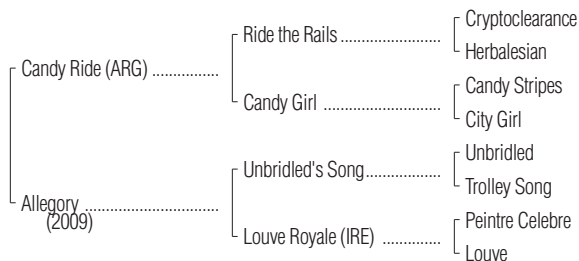 Cryptoclearance
Ride the Rails
Herbalesian
Candy Ride (ARG)
Candy Stripes
Candy Girl
City Girl
Unbridled
Unbridled's Song
Trolley Song
Allegory
(2009)
Peintre Celebre
Louve Royale (IRE)
Louve